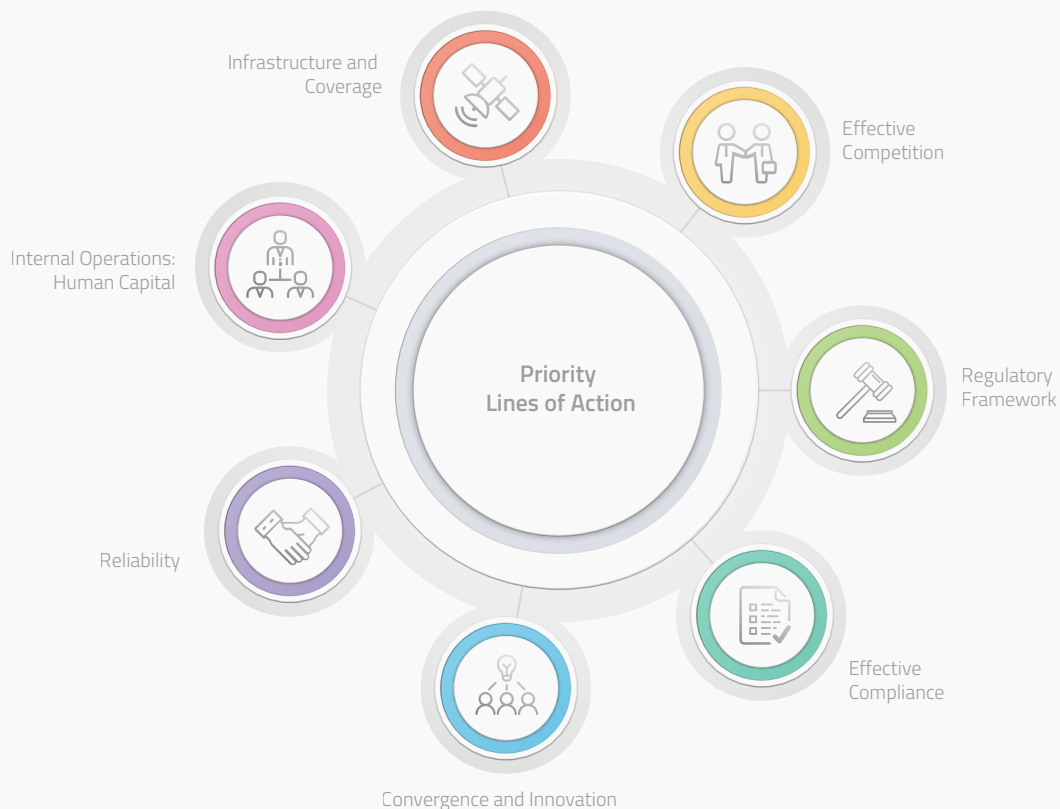 Infrastructure and
Coverage
Effective
Competition
Internal Operations:
Human Capital
Priority
Lines of Action
Regulatory
Framework
Reliability
Effective
Compliance
Convergence and Innovation